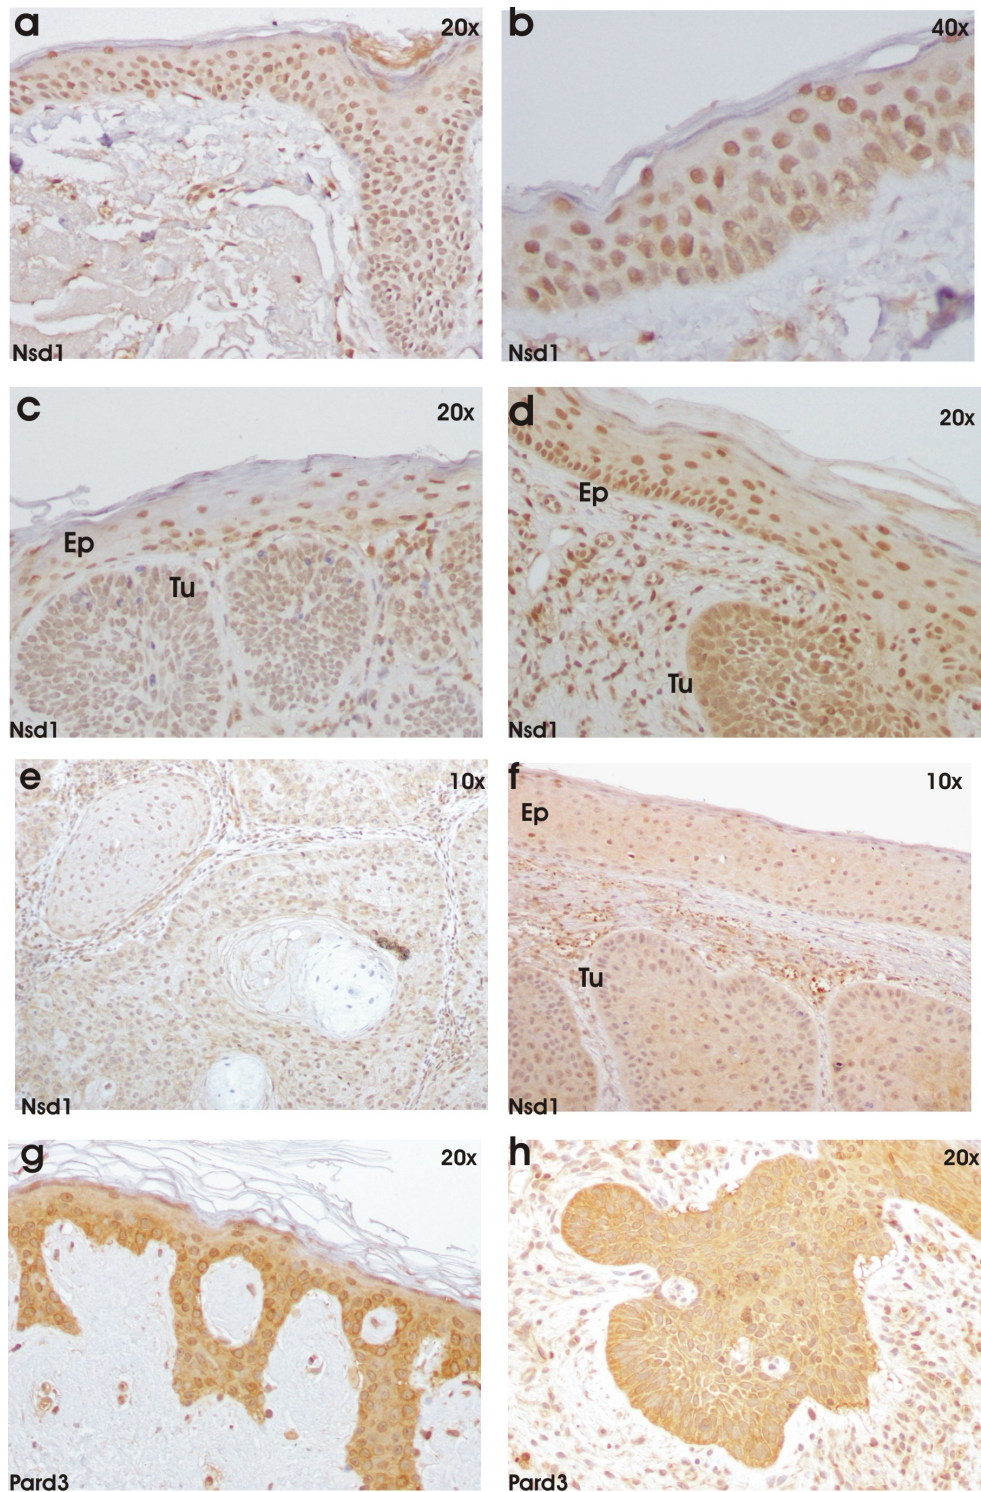 a 20x
Nsd1
b 40x
Nsd1
c 20x
Ep
Tu
Nsd1
d 20x
Ep
Tu
Nsd1
e 10x
Nsd1
f 10x
Ep
Tu
Nsd1
g 20x
Pard3
h 20x
Pard3